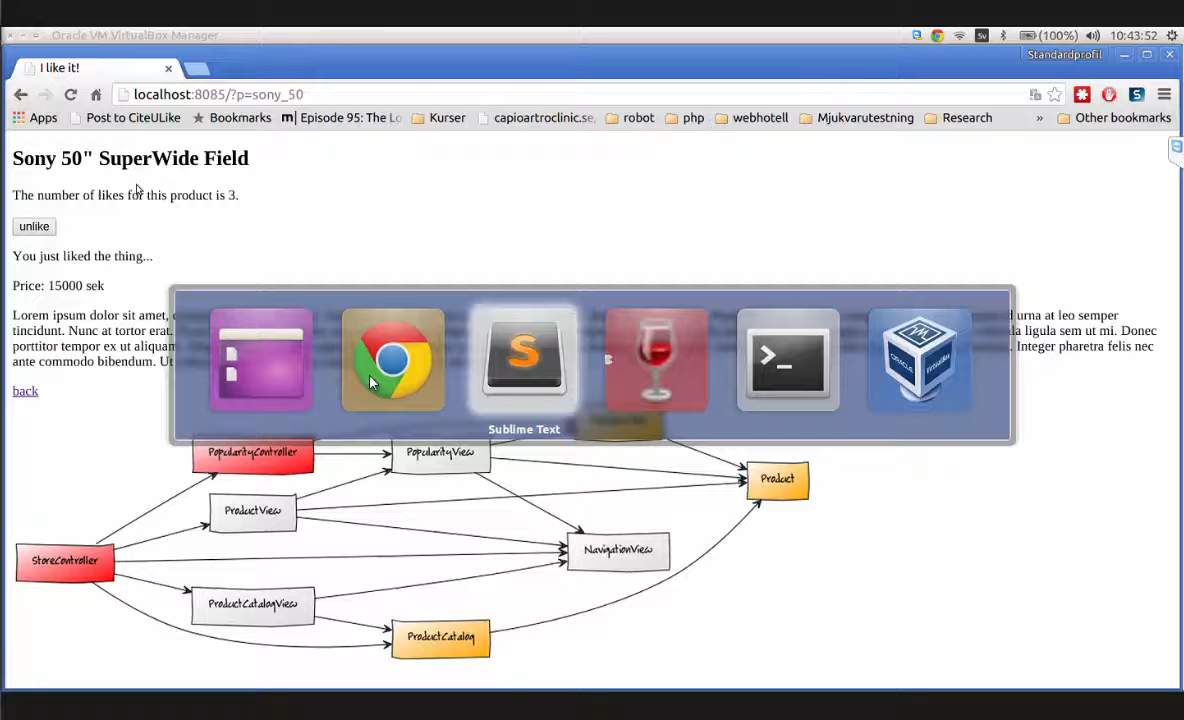 Oracle VM VirtualBox Manager
Sv (100%) 10:43:52
I like it! Standardprofil
localhost:8085/?p=sony_50
Apps Post to CiteULike Bookmarks m| Episode 95: The Lo Kurser capioartroclinic.se, robot php webhotell Mjukvarutestning Research » Other bookmarks
Sony 50" SuperWide Field
The number of likes for this product is 3.
unlike
You just liked the thing...
Price: 15000 sek
Lorem ipsum dolor sit amet, urna at leo semper
tincidunt. Nunc at tortor erat. ligula sem ut mi. Donec
porttitor tempor ex ut aliquam Integer pharetra felis nec
ante commodo bibendum. Ut
back
Sublime Text
PopularityController PopularityView
Product
ProductView
NavigationView
StoreController
ProductCatalogView
ProductCatalog